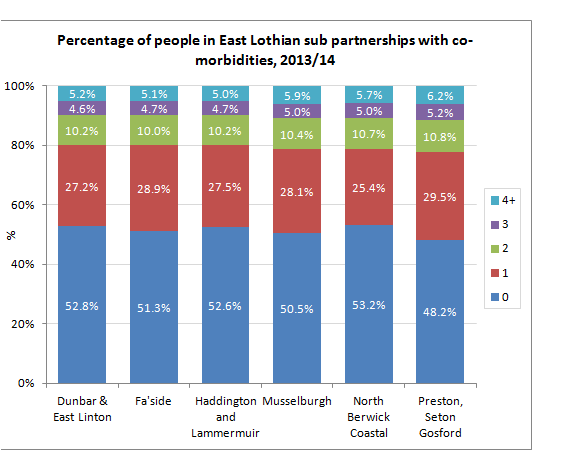 Percentage of people in East Lothian sub partnerships with co-
morbidities, 2013/14
100%
80%
60%
40%
20%
0%
%
5.2% 5.1% 5.0% 5.9% 5.7% 6.2%
4.6% 4.7% 4.7% 5.0% 5.0% 5.2%
10.2% 10.0% 10.2% 10.4% 10.7% 10.8%
27.2% 28.9% 27.5% 28.1% 25.4% 29.5%
52.8% 51.3% 52.6% 50.5% 53.2% 48.2%
4+
3
2
1
0
Dunbar &
East Linton
Fa'side
Haddington
and
Lammermuir
Musselburgh
North
Berwick
Coastal
Preston,
Seton
Gosford